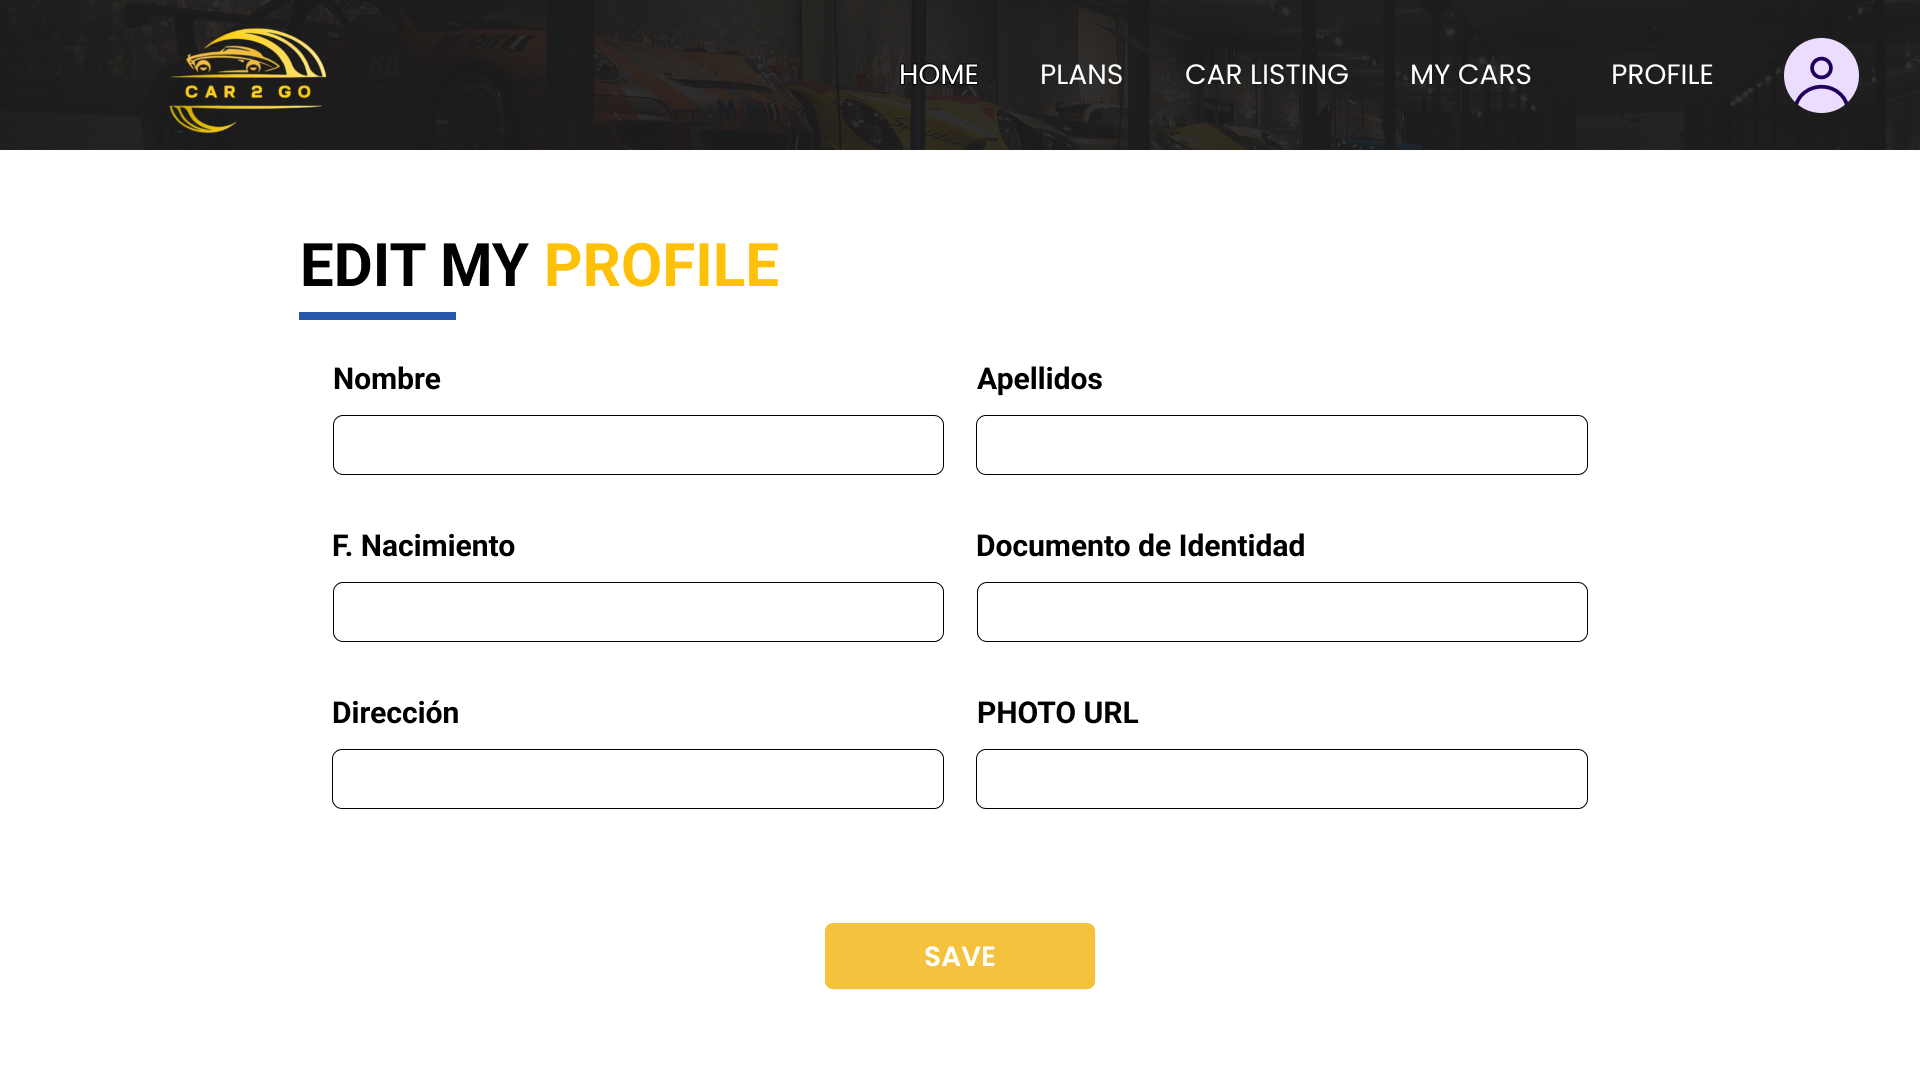 CAR 2 GO
HOME PLANS CAR LISTING MY CARS PROFILE
EDIT MY PROFILE
Nombre Apellidos
F. Nacimiento Documento de Identidad
Dirección PHOTO URL
SAVE